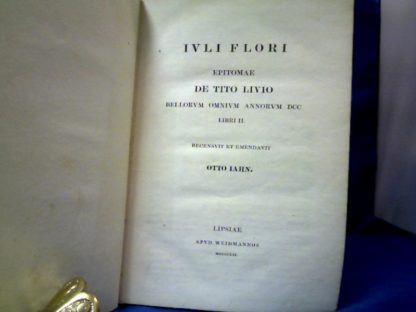 IVLI FLORI
EPITOMAE
DE TITO LIVIO
BELLORVM OMNIVM ANNORVM DCC
LIBRI II.
RECENSVIT ET EMENDAVIT
OTTO IAHN.
LIPSIAE
APVD WEIDMANNOS
MDCCCLII.